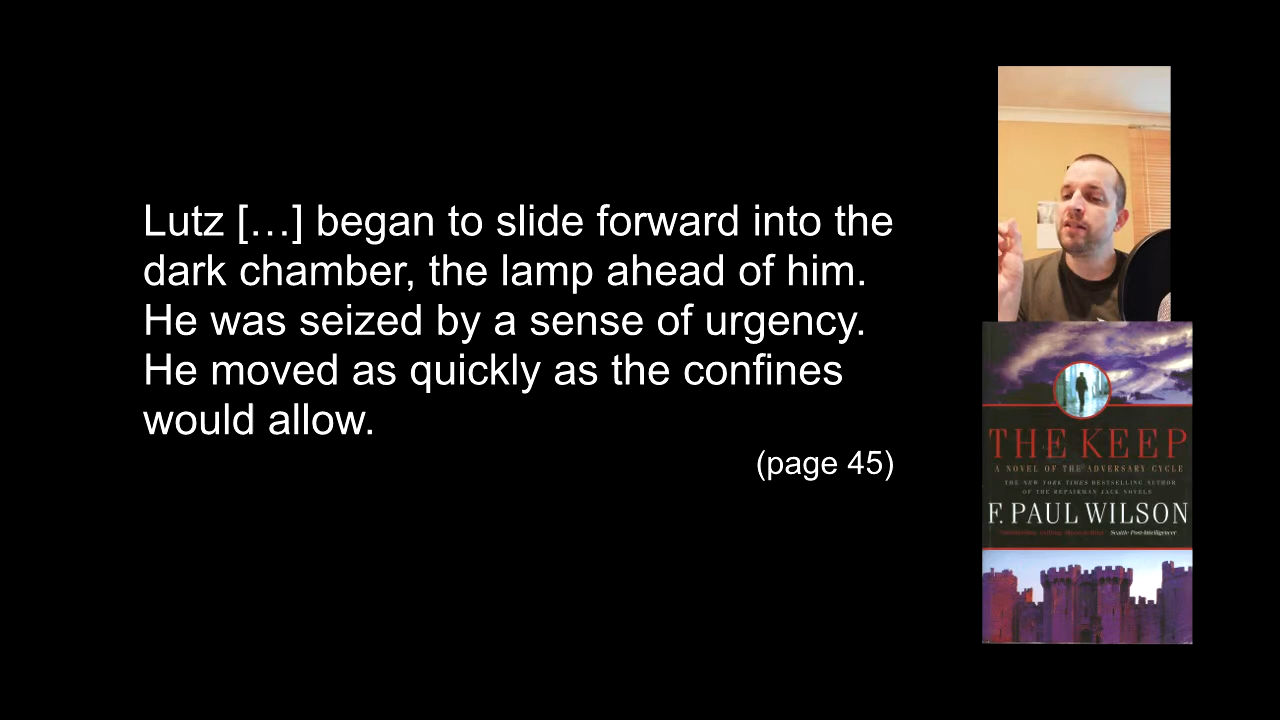 Lutz […] began to slide forward into the
dark chamber, the lamp ahead of him.
He was seized by a sense of urgency.
He moved as quickly as the confines
would allow.
(page 45)
THE KEEP
A NOVEL OF THE ADVERSARY CYCLE
THE NEW YORK TIMES BESTSELLING AUTHOR
OF THE REPAIRMAN JACK NOVELS
F. PAUL WILSON
Seattle Post-Intelligencer